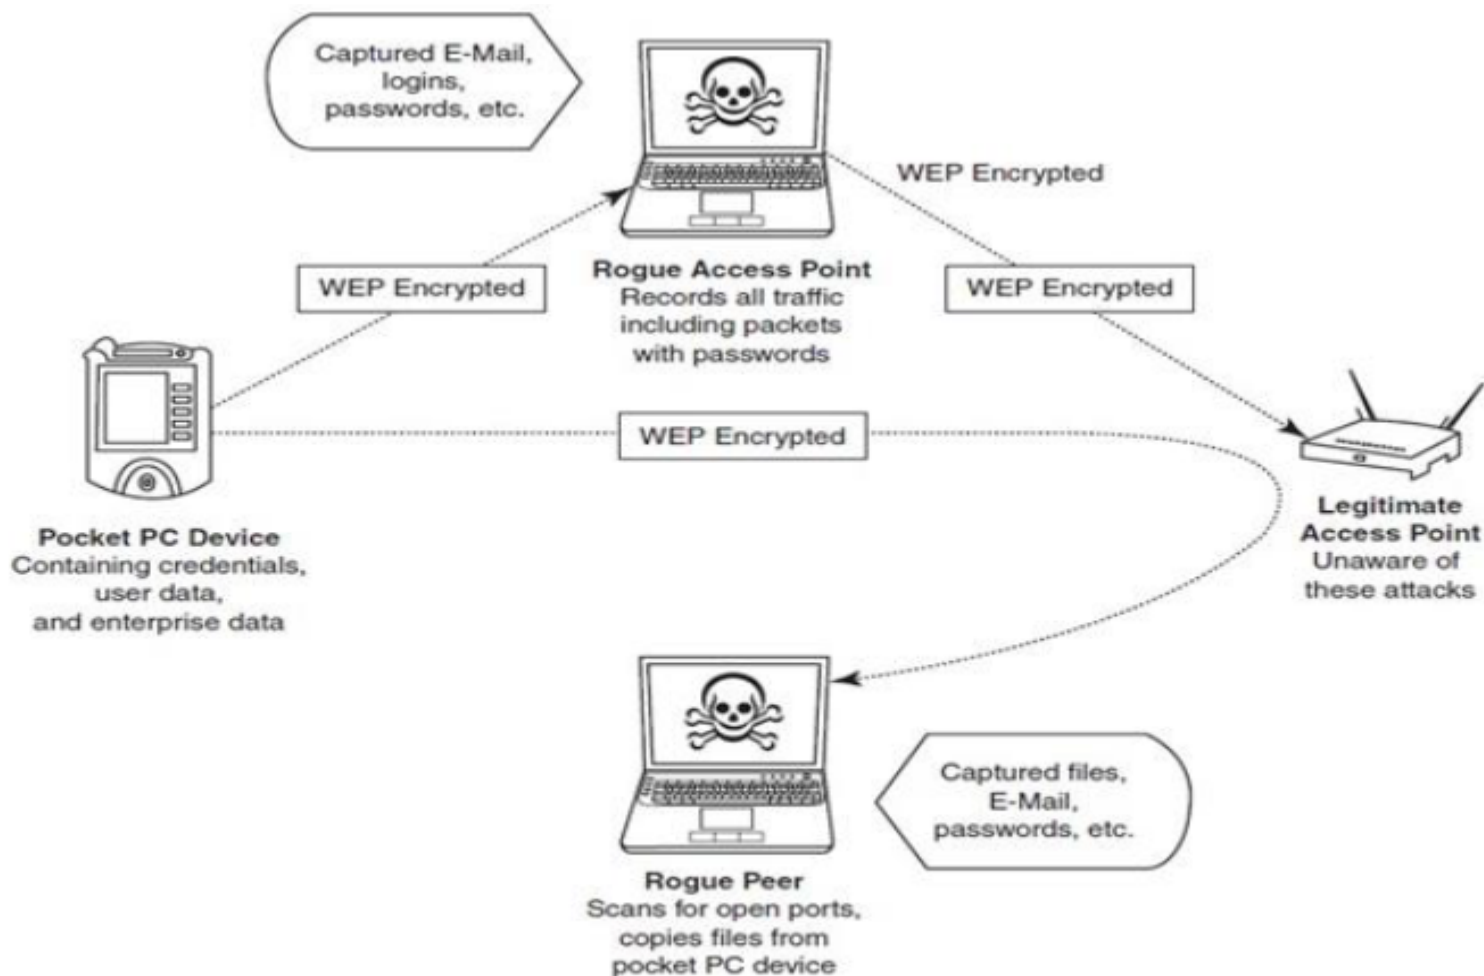 Captured E-Mail,
logins,
passwords, etc.
WEP Encrypted
WEP Encrypted
Rogue Access Point
Records all traffic
including packets
with passwords
WEP Encrypted
WEP Encrypted
Pocket PC Device
Containing credentials,
user data,
and enterprise data
Legitimate
Access Point
Unaware of
these attacks
Captured files,
E-Mail,
passwords, etc.
Rogue Peer
Scans for open ports,
copies files from
pocket PC device